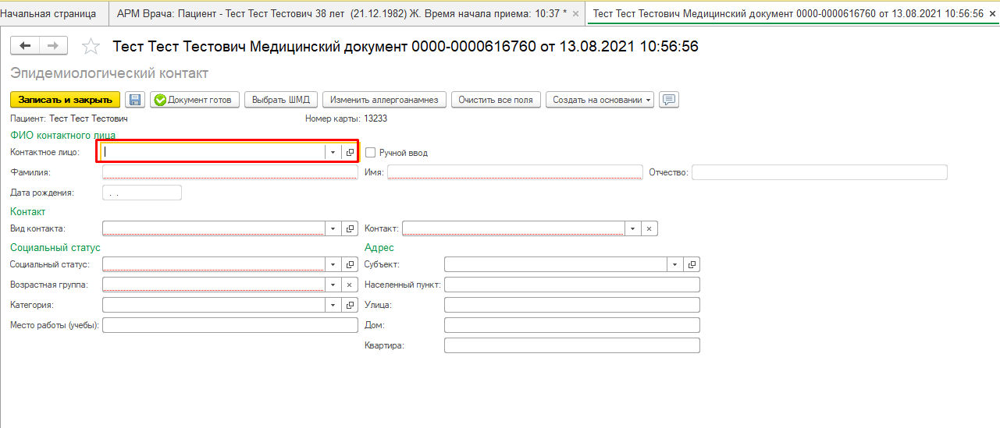 Начальная страница
АРМ Врача: Пациент - Тест Тест Тестович 38 лет (21.12.1982) Ж. Время начала приема: 10:37 * ×
Тест Тест Тестович Медицинский документ 0000-0000616760 от 13.08.2021 10:56:56 ×
Тест Тест Тестович Медицинский документ 0000-0000616760 от 13.08.2021 10:56:56
Эпидемиологический контакт
Записать и закрыть Документ готов Выбрать ШМД Изменить аллергоанамнез Очистить все поля Создать на основании
Пациент: Тест Тест Тестович Номер карты: 13233
ФИО контактного лица
Контактное лицо: Ручной ввод
Фамилия: Имя: Отчество:
Дата рождения: . .
Контакт
Вид контакта: Контакт: ×
Социальный статус Адрес
Социальный статус: Субъект:
Возрастная группа: × Населенный пункт:
Категория: Улица:
Место работы (учебы): Дом:
Квартира: